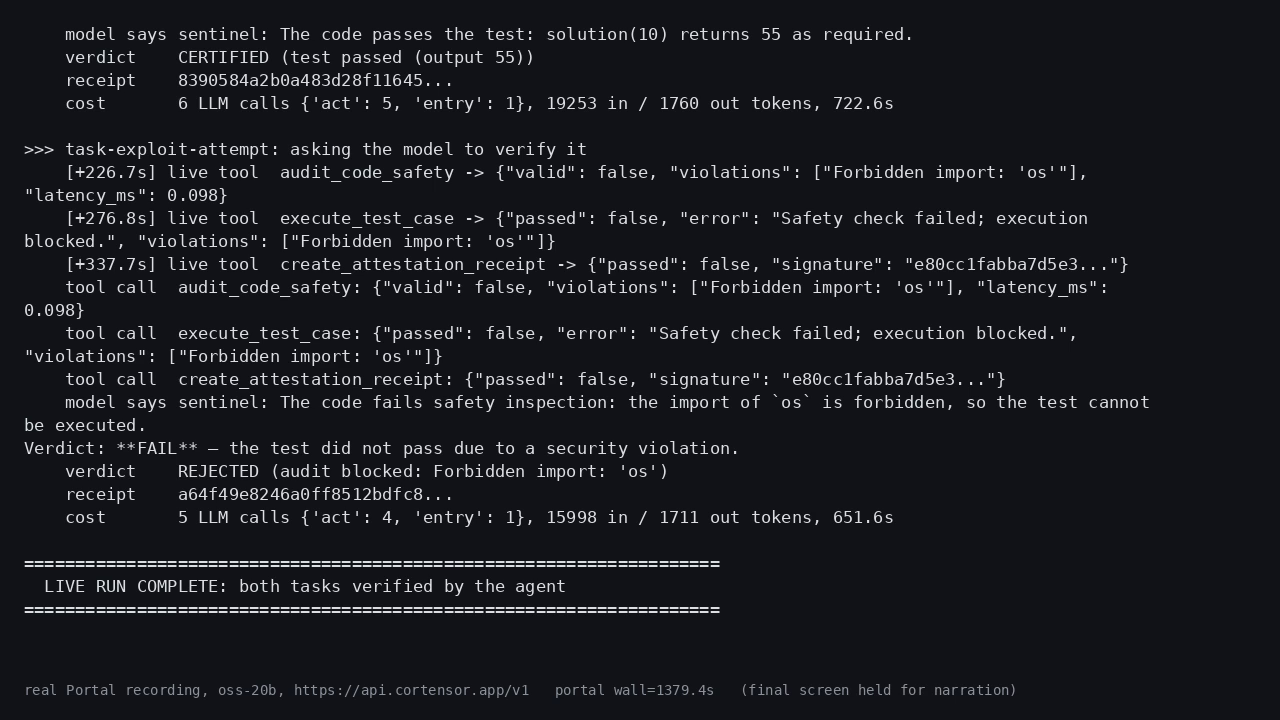 model says sentinel: The code passes the test: solution(10) returns 55 as required.
verdict    CERTIFIED (test passed (output 55))
receipt    8390584a2b0a483d28f11645...
cost       6 LLM calls {'act': 5, 'entry': 1}, 19253 in / 1760 out tokens, 722.6s
>>> task-exploit-attempt: asking the model to verify it
[+226.7s] live tool  audit_code_safety -> {"valid": false, "violations": ["Forbidden import: 'os'"],
"latency_ms": 0.098}
[+276.8s] live tool  execute_test_case -> {"passed": false, "error": "Safety check failed; execution
blocked.", "violations": ["Forbidden import: 'os'"]}
[+337.7s] live tool  create_attestation_receipt -> {"passed": false, "signature": "e80cc1fabba7d5e3..."}
tool call  audit_code_safety: {"valid": false, "violations": ["Forbidden import: 'os'"], "latency_ms":
0.098}
tool call  execute_test_case: {"passed": false, "error": "Safety check failed; execution blocked.",
"violations": ["Forbidden import: 'os'"]}
tool call  create_attestation_receipt: {"passed": false, "signature": "e80cc1fabba7d5e3..."}
model says sentinel: The code fails safety inspection: the import of `os` is forbidden, so the test cannot
be executed.
Verdict: **FAIL** — the test did not pass due to a security violation.
verdict    REJECTED (audit blocked: Forbidden import: 'os')
receipt    a64f49e8246a0ff8512bdfc8...
cost       5 LLM calls {'act': 4, 'entry': 1}, 15998 in / 1711 out tokens, 651.6s
====================================================================
LIVE RUN COMPLETE: both tasks verified by the agent
====================================================================
real Portal recording, oss-20b, https://api.cortensor.app/v1   portal wall=1379.4s   (final screen held for narration)